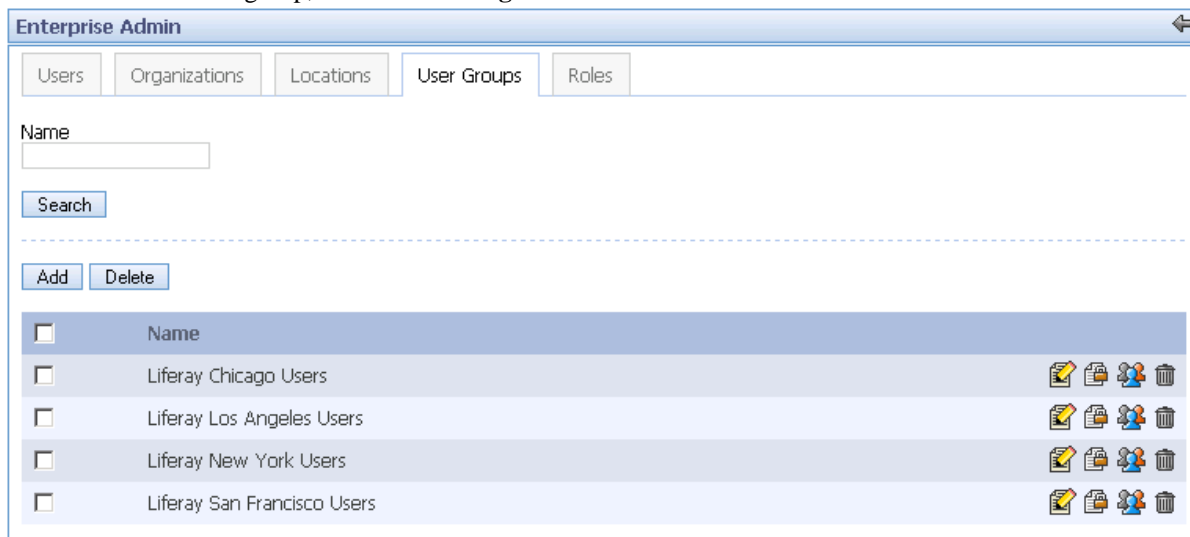 group,
Enterprise Admin
Users Organizations Locations User Groups Roles
Name
Search
Add Delete
Name
Liferay Chicago Users
Liferay Los Angeles Users
Liferay New York Users
Liferay San Francisco Users